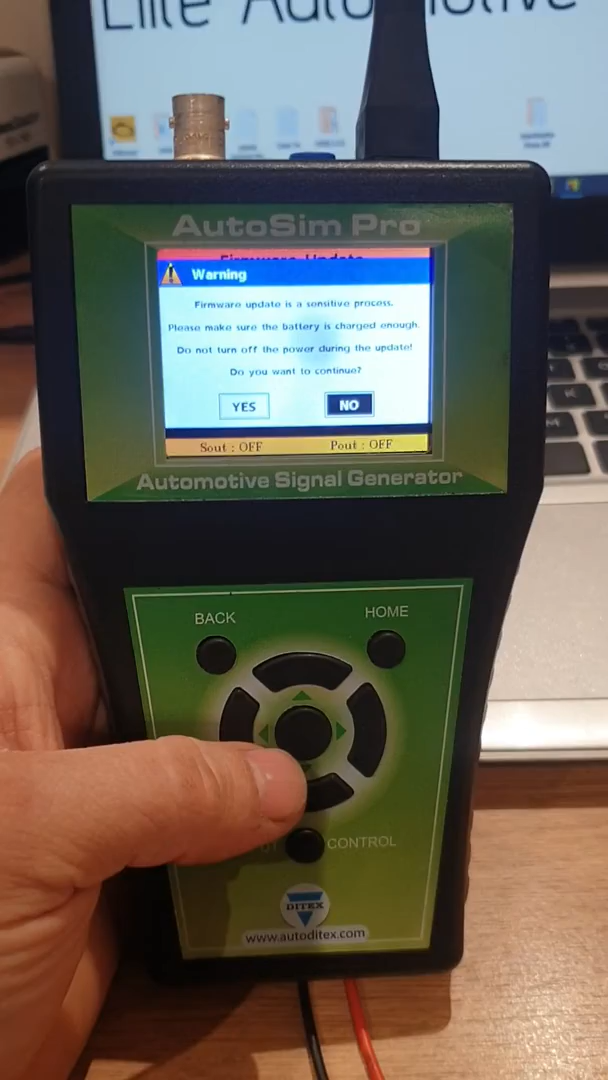 Elite Automotive
AutoSim Pro
Warning
Firmware update is a sensitive process.
Please make sure the battery is charged enough.
Do not turn off the power during the update!
Do you want to continue?
YES
NO
Sout : OFF
Pout : OFF
Automotive Signal Generator
BACK
HOME
CONTROL
DITEX
www.autoditex.com